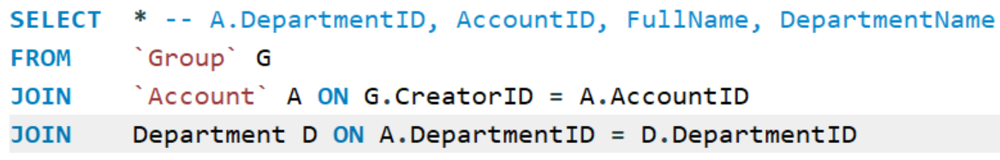 SELECT * -- A.DepartmentID, AccountID, FullName, DepartmentName
FROM `Group` G
JOIN `Account` A ON G.CreatorID = A.AccountID
JOIN Department D ON A.DepartmentID = D.DepartmentID